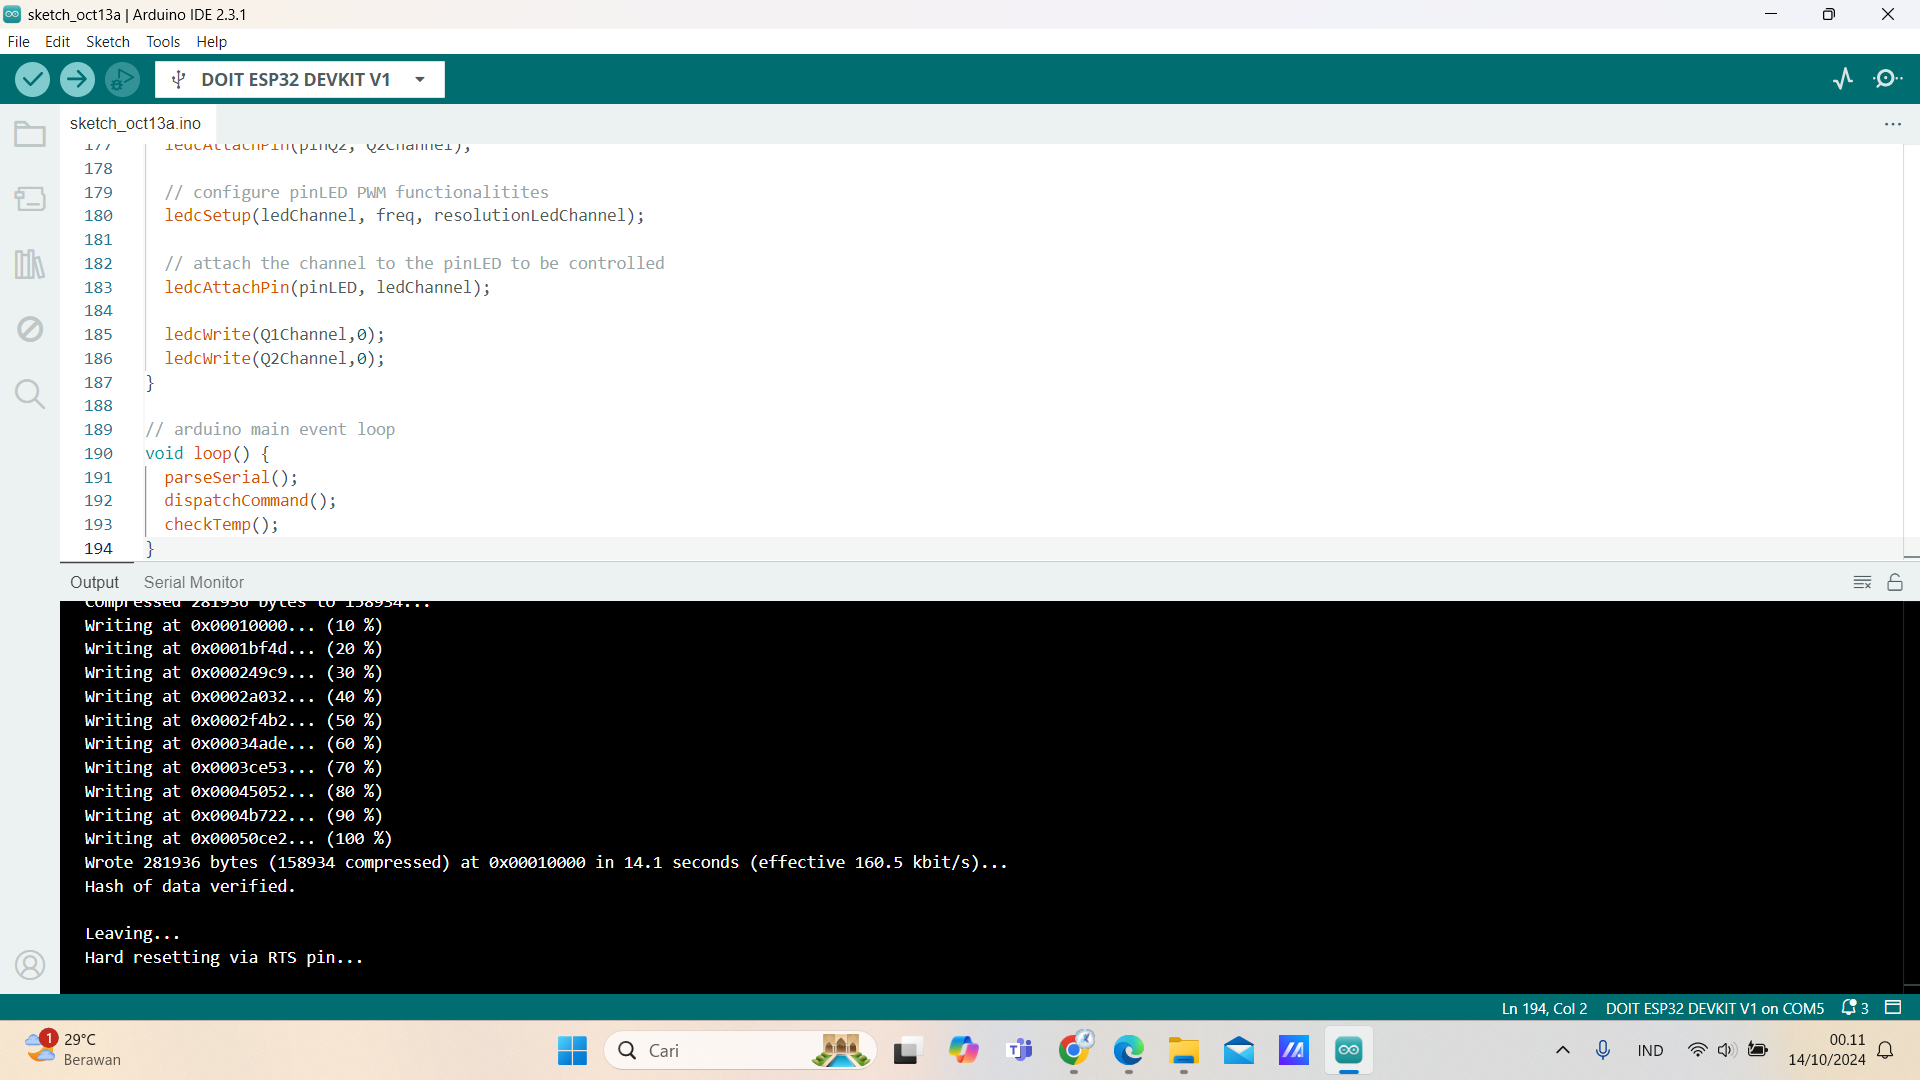 sketch_oct13a | Arduino IDE 2.3.1
File Edit Sketch Tools Help
DOIT ESP32 DEVKIT V1
sketch_oct13a.ino
177 ledcAttachPin(pinQ2, Q2Channel);
178
179 // configure pinLED PWM functionalitites
180 ledcSetup(ledChannel, freq, resolutionLedChannel);
181
182 // attach the channel to the pinLED to be controlled
183 ledcAttachPin(pinLED, ledChannel);
184
185 ledcWrite(Q1Channel,0);
186 ledcWrite(Q2Channel,0);
187 }
188
189 // arduino main event loop
190 void loop() {
191 parseSerial();
192 dispatchCommand();
193 checkTemp();
194 }
Output Serial Monitor
Compressed 281936 bytes to 158934...
Writing at 0x00010000... (10 %)
Writing at 0x0001bf4d... (20 %)
Writing at 0x000249c9... (30 %)
Writing at 0x0002a032... (40 %)
Writing at 0x0002f4b2... (50 %)
Writing at 0x00034ade... (60 %)
Writing at 0x0003ce53... (70 %)
Writing at 0x00045052... (80 %)
Writing at 0x0004b722... (90 %)
Writing at 0x00050ce2... (100 %)
Wrote 281936 bytes (158934 compressed) at 0x00010000 in 14.1 seconds (effective 160.5 kbit/s)...
Hash of data verified.
Leaving...
Hard resetting via RTS pin...
Ln 194, Col 2 DOIT ESP32 DEVKIT V1 on COM5 3
1 29°C
Berawan
Cari
IND
00.11
14/10/2024